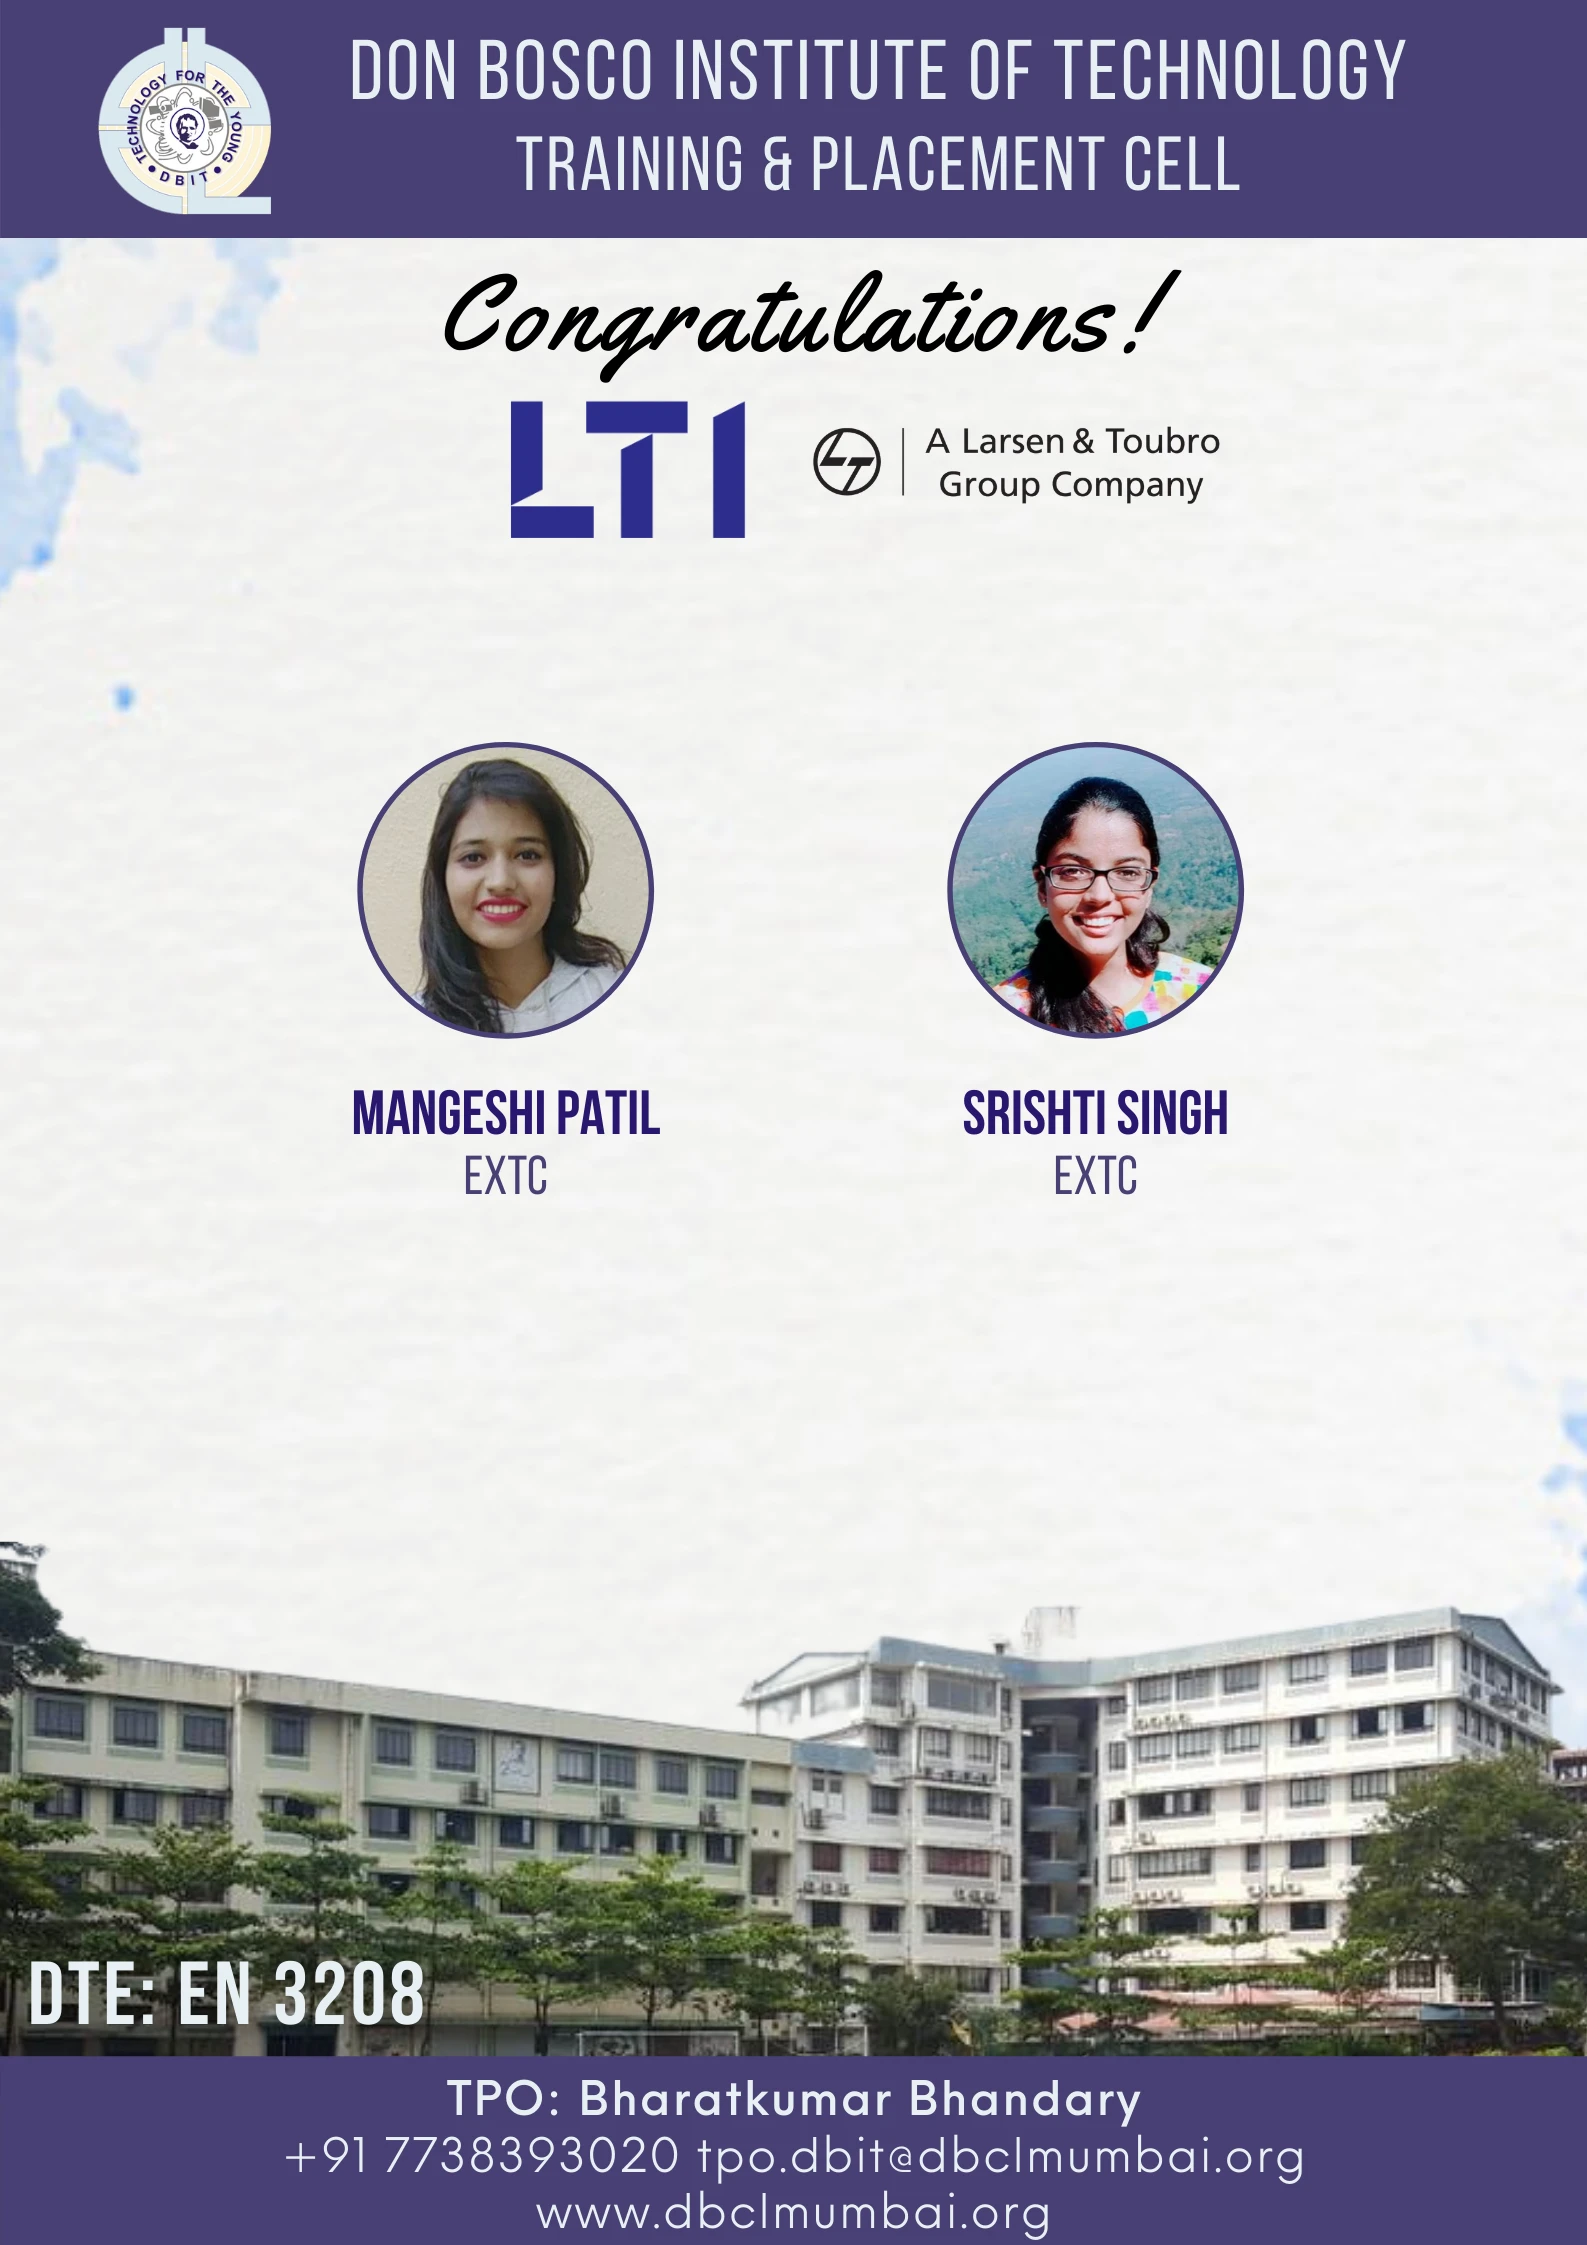 TECHNOLOGY FOR THE YOUNG
DBIT
DON BOSCO INSTITUTE OF TECHNOLOGY
TRAINING & PLACEMENT CELL
Congratulations!
LTI
LT
A Larsen & Toubro
Group Company
MANGESHI PATIL
EXTC
SRISHTI SINGH
EXTC
DTE: EN 3208
TPO: Bharatkumar Bhandary
+91 7738393020 tpo.dbit@dbclmumbai.org
www.dbclmumbai.org